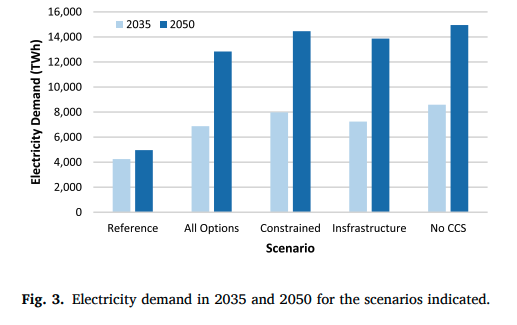 16,000
14,000
12,000
10,000
8,000
6,000
4,000
2,000
0
Electricity Demand (TWh)
2035 2050
Reference All Options Constrained Insfrastructure No CCS
Scenario
Fig. 3. Electricity demand in 2035 and 2050 for the scenarios indicated.